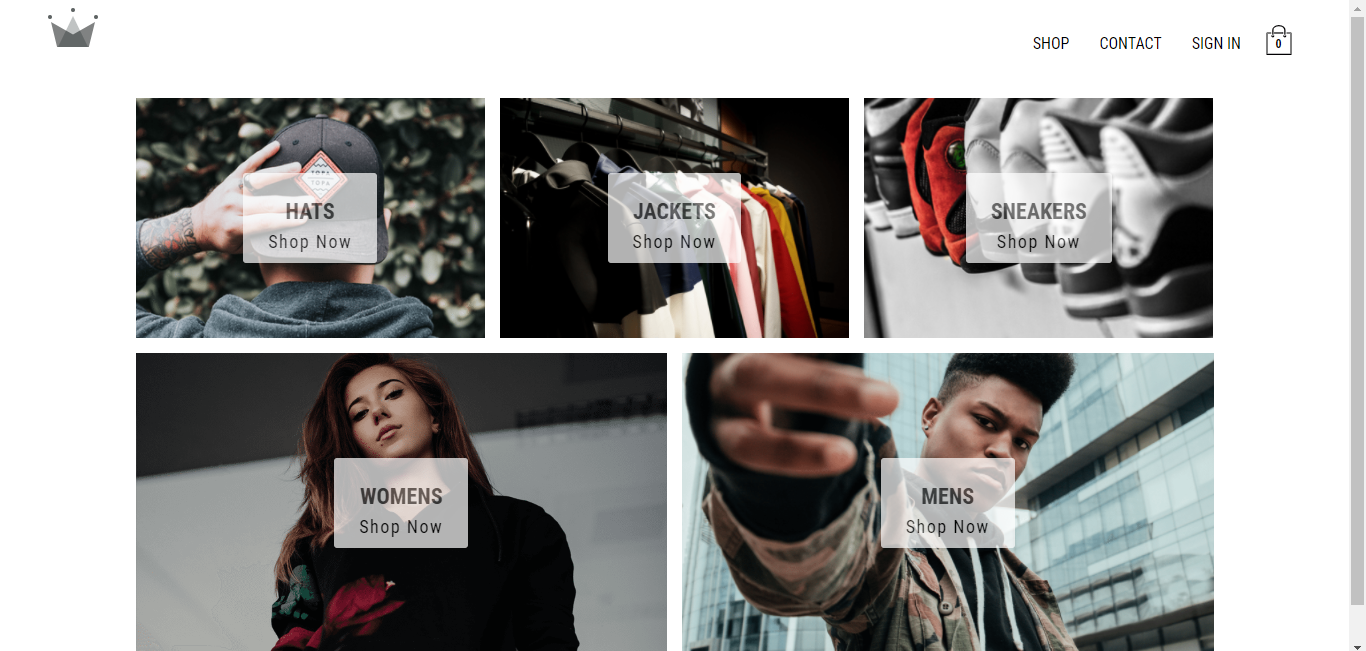 SHOP
CONTACT
SIGN IN
0
TOPA
TOPA
HATS
Shop Now
JACKETS
Shop Now
SNEAKERS
Shop Now
WOMENS
Shop Now
MENS
Shop Now